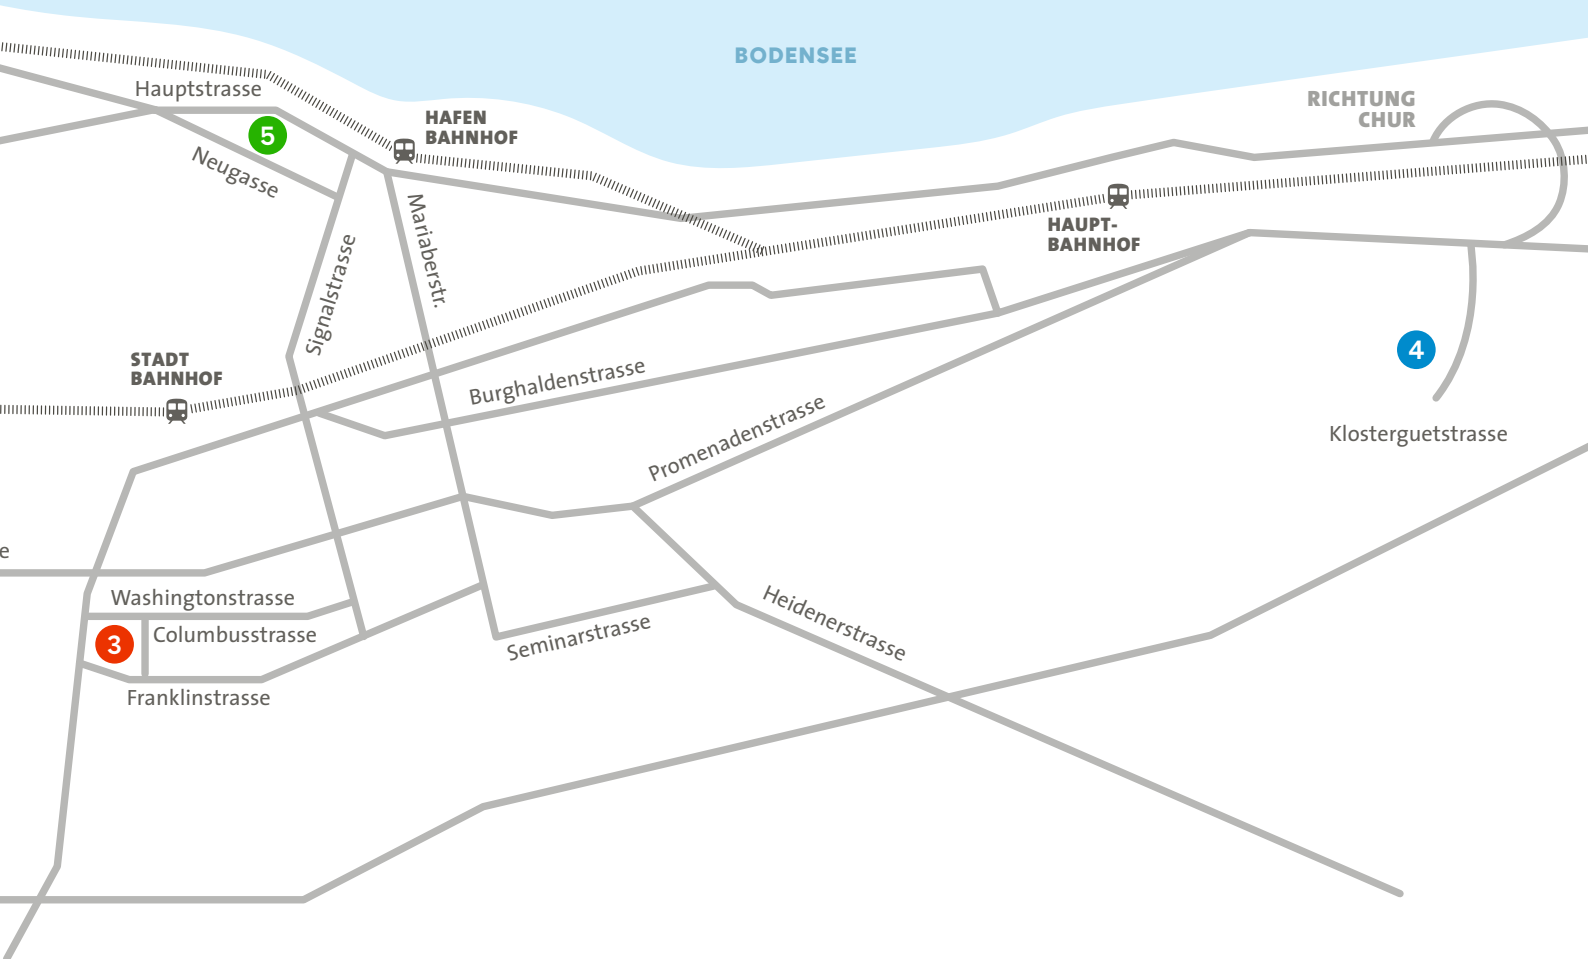 BODENSEE
Hauptstrasse
RICHTUNG
CHUR
HAFEN
BAHNHOF
5
Neugasse
Mariaberstr.
HAUPT-
BAHNHOF
Signalstrasse
STADT
BAHNHOF
4
Burghaldenstrasse
Promenadenstrasse
Klosterguetstrasse
e
Washingtonstrasse
3
Columbusstrasse
Heidenerstrasse
Seminarstrasse
Franklinstrasse